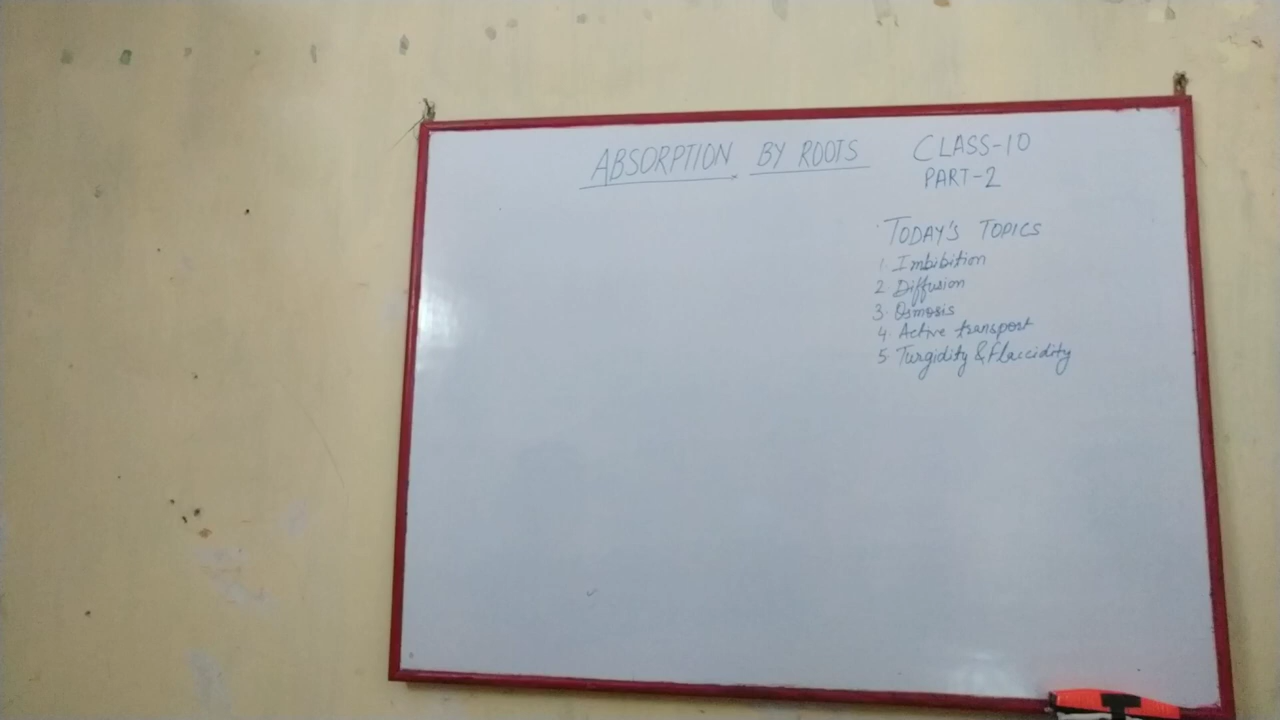 ABSORPTION BY ROOTS
CLASS-10
PART-2
TODAY'S TOPICS
1. Imbibition
2. Diffusion
3. Osmosis
4. Active transport
5. Turgidity & Flaccidity